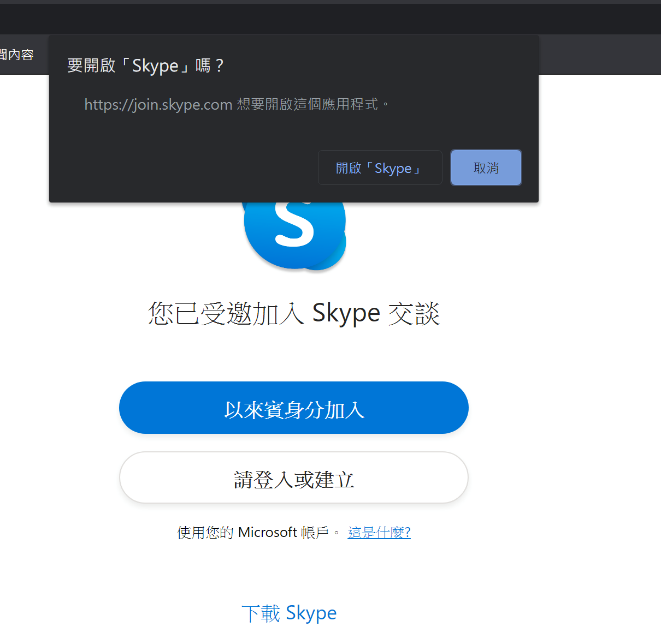 內容
要開啟「Skype」嗎？
https://join.skype.com 想要開啟這個應用程式。
開啟「Skype」
取消
S
您已受邀加入 Skype 交談
以來賓身分加入
請登入或建立
使用您的 Microsoft 帳戶。 這是什麼?
下載 Skype